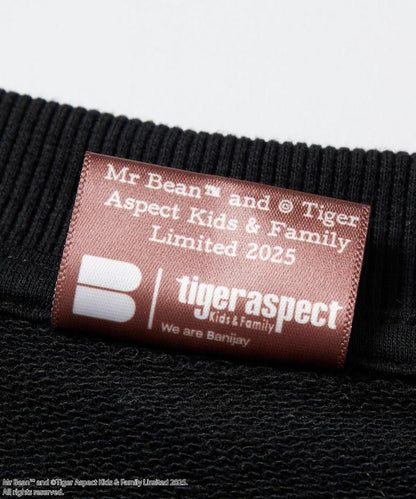 Mr Bean™ and © Tiger
Aspect Kids & Family
Limited 2025
B
tigeraspect
Kids & Family
We are Banijay
Mr Bean™ and ©Tiger Aspect Kids & Family Limited 2025.
All rights reserved.